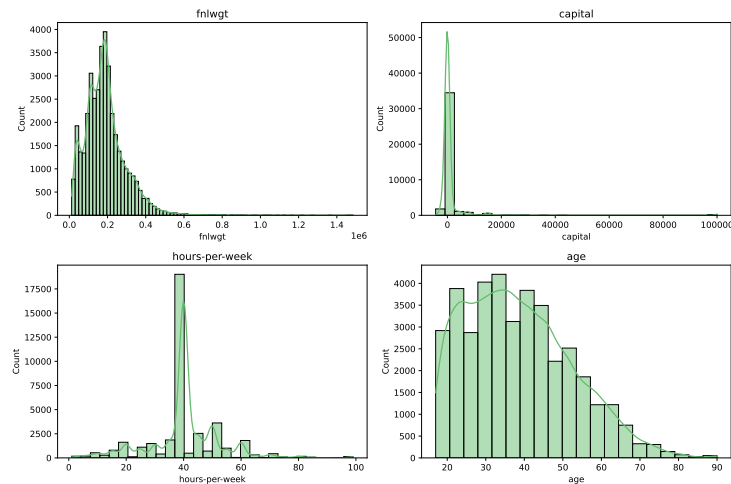 fnlwgt
Count
4000
3500
3000
2500
2000
1500
1000
500
0
0.0 0.2 0.4 0.6 0.8 1.0 1.2 1.4
1e6
fnlwgt
capital
Count
50000
40000
30000
20000
10000
0
0 20000 40000 60000 80000 100000
capital
hours-per-week
Count
17500
15000
12500
10000
7500
5000
2500
0
0 20 40 60 80 100
hours-per-week
age
Count
4000
3500
3000
2500
2000
1500
1000
500
0
20 30 40 50 60 70 80 90
age